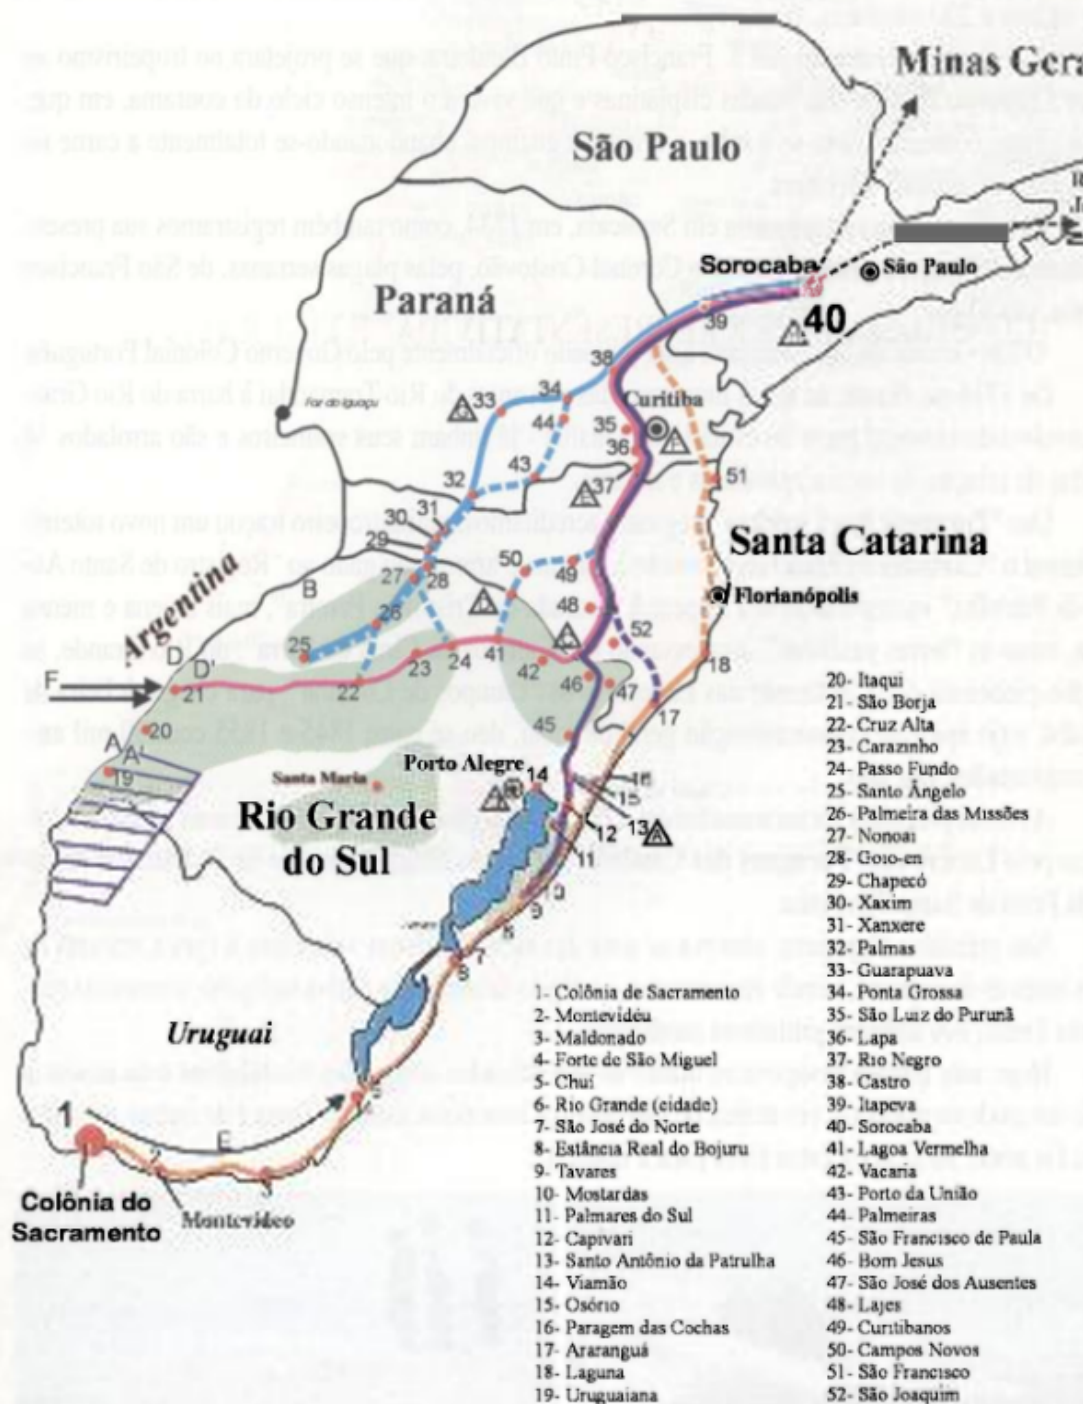 Minas Gera
São Paulo
Sorocaba
São Paulo
40
39
Paraná
38
34
33
44
Curitiba
35
36
43
32
37
51
31
30
29
28
27
50
49
Santa Catarina
Florianópolis
Argentina
B
26
25
D
48
52
D
D'
F
21
22
23
24
41
42
46
47
18
17
20
45
A
A'
19
Santa Maria
Porto Alegre
14
16
15
13
12
11
10
9
8
7
6
5
Rio Grande
do Sul
Uruguai
1
E
2
3
Colônia do
Sacramento
Montevideo
1- Colônia de Sacramento
2- Montevidéu
3- Maldonado
4- Forte de São Miguel
5- Chuí
6- Rio Grande (cidade)
7- São José do Norte
8- Estância Real do Bojuru
9- Tavares
10- Mostardas
11- Palmares do Sul
12- Capivari
13- Santo Antônio da Patrulha
14- Viamão
15- Osório
16- Paragem das Cochas
17- Araranguá
18- Laguna
19- Uruguaiana
20- Itaqui
21- São Borja
22- Cruz Alta
23- Carazinho
24- Passo Fundo
25- Santo Ângelo
26- Palmeira das Missões
27- Nonoai
28- Goio-en
29- Chapecó
30- Xaxim
31- Xanxere
32- Palmas
33- Guarapuava
34- Ponta Grossa
35- São Luiz do Purunã
36- Lapa
37- Rio Negro
38- Castro
39- Itapeva
40- Sorocaba
41- Lagoa Vermelha
42- Vacaria
43- Porto da União
44- Palmeiras
45- São Francisco de Paula
46- Bom Jesus
47- São José dos Ausentes
48- Lajes
49- Curitibanos
50- Campos Novos
51- São Francisco
52- São Joaquim